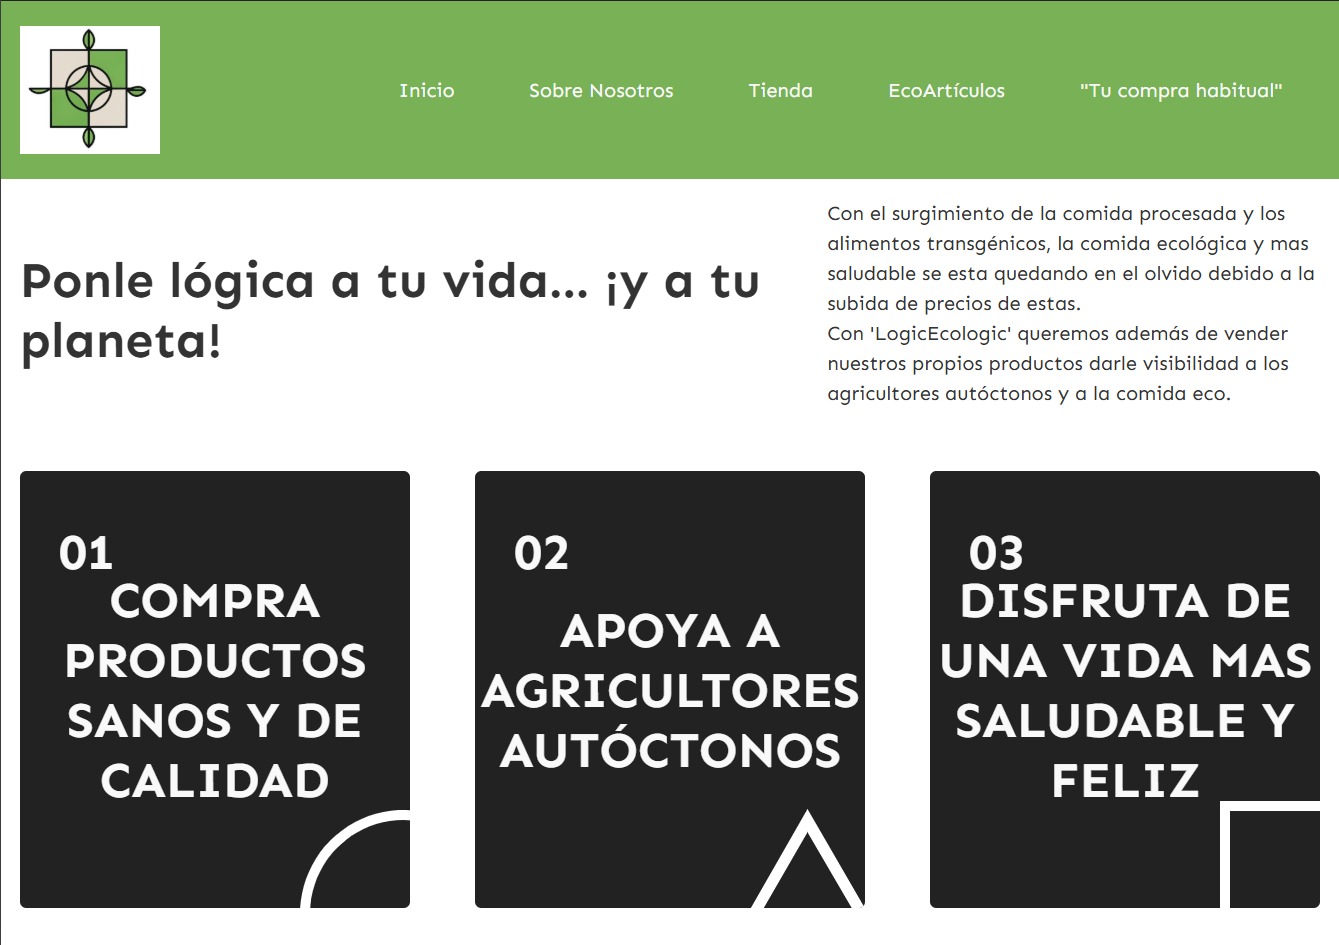 Inicio
Sobre Nosotros
Tienda
EcoArtículos
"Tu compra habitual"
Ponle lógica a tu vida... ¡y a tu
planeta!
Con el surgimiento de la comida procesada y los
alimentos transgénicos, la comida ecológica y mas
saludable se esta quedando en el olvido debido a la
subida de precios de estas.
Con 'LogicEcologic' queremos además de vender
nuestros propios productos darle visibilidad a los
agricultores autóctonos y a la comida eco.
01
COMPRA
PRODUCTOS
SANOS Y DE
CALIDAD
02
APOYA A
AGRICULTORES
AUTÓCTONOS
03
DISFRUTA DE
UNA VIDA MAS
SALUDABLE Y
FELIZ